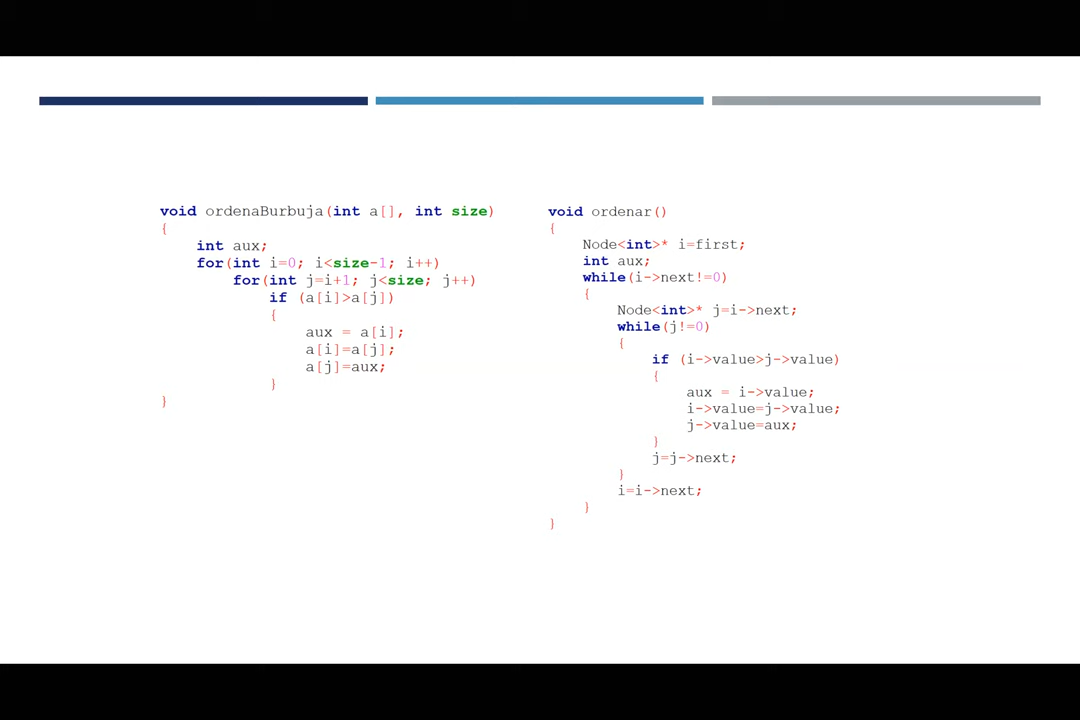 void ordenaBurbuja(int a[], int size)
{
    int aux;
    for(int i=0; i<size-1; i++)
        for(int j=i+1; j<size; j++)
            if (a[i]>a[j])
            {
                aux = a[i];
                a[i]=a[j];
                a[j]=aux;
            }
}
void ordenar()
{
    Node<int>* i=first;
    int aux;
    while(i->next!=0)
    {
        Node<int>* j=i->next;
        while(j!=0)
        {
            if (i->value>j->value)
            {
                aux = i->value;
                i->value=j->value;
                j->value=aux;
            }
            j=j->next;
        }
        i=i->next;
    }
}